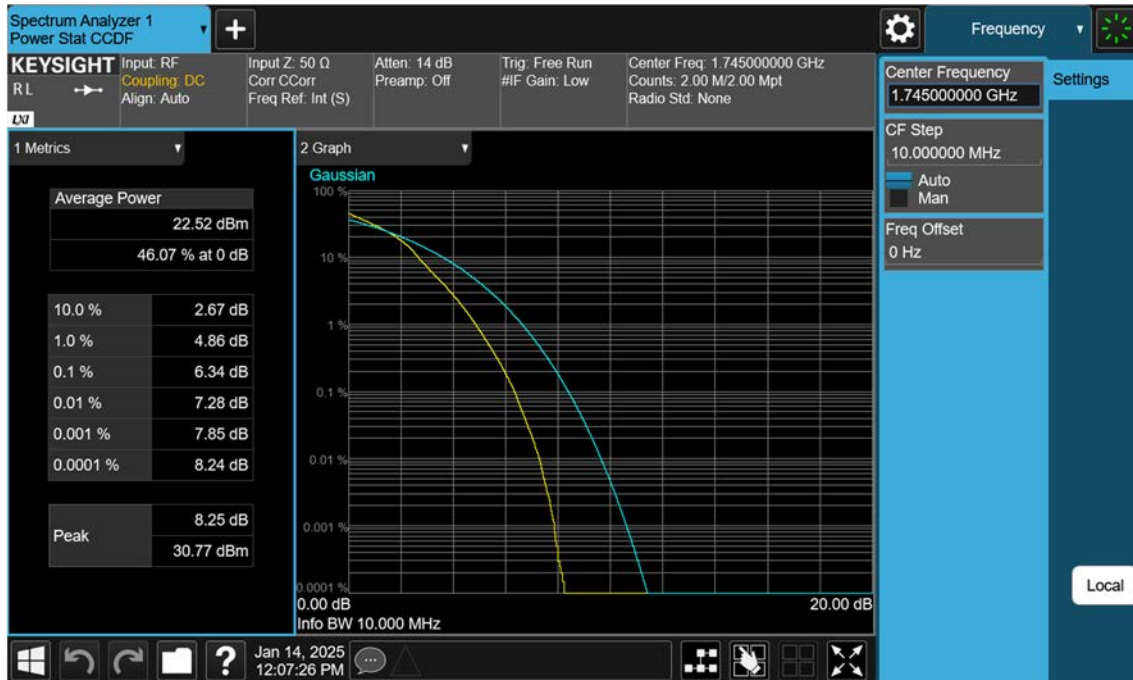 Spectrum Analyzer 1
Power Stat CCDF
+
Frequency
KEYSIGHT
RL
LXI
Input: RF
Coupling: DC
Align: Auto
Input Z: 50 Ω
Corr CCorr
Freq Ref: Int (S)
Atten: 14 dB
Preamp: Off
Trig: Free Run
#IF Gain: Low
Center Freq: 1.745000000 GHz
Counts: 2.00 M/2.00 Mpt
Radio Std: None
Center Frequency
1.745000000 GHz
Settings
CF Step
10.000000 MHz
Auto
Man
Freq Offset
0 Hz
1 Metrics
Average Power
22.52 dBm
46.07 % at 0 dB
10.0 % 2.67 dB
1.0 % 4.86 dB
0.1 % 6.34 dB
0.01 % 7.28 dB
0.001 % 7.85 dB
0.0001 % 8.24 dB
Peak
8.25 dB
30.77 dBm
2 Graph
Gaussian
100 %
10 %
1 %
0.1 %
0.01 %
0.001 %
0.0001 %
0.00 dB 20.00 dB
Info BW 10.000 MHz
Local
?
Jan 14, 2025
12:07:26 PM